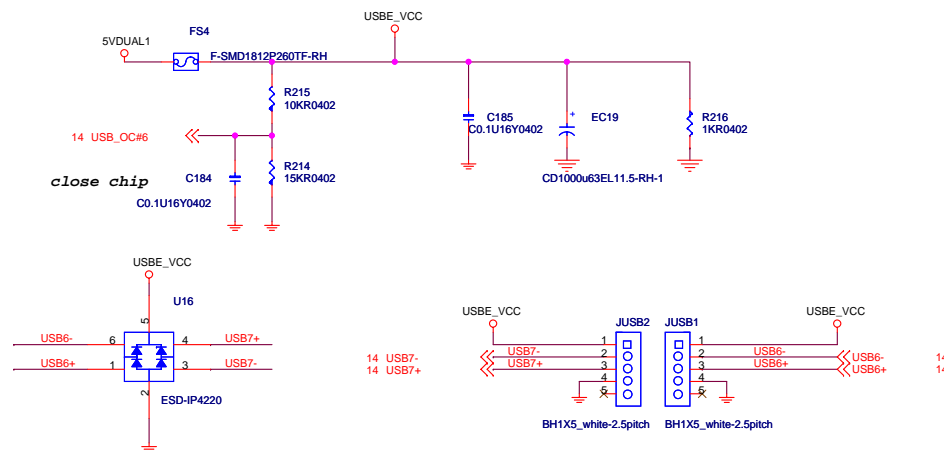 USBE_VCC
5VDUAL1
FS4
F-SMD1812P260TF-RH
R215
10KR0402
14 USB_OC#6
C185
C0.1U16Y0402
EC19
+
R216
1KR0402
close chip
C184
R214
15KR0402
C0.1U16Y0402
CD1000u63EL11.5-RH-1
USBE_VCC
U16
5
USB6- 6 4 USB7+
USB6+ 1 3 USB7-
2
ESD-IP4220
USBE_VCC
USBE_VCC
JUSB2
JUSB1
1
1
14 USB7- USB7- 2
2 USB6- USB6- 14
14 USB7+ USB7+ 3
3 USB6+ USB6+ 14
4
4
5
5
BH1X5_white-2.5pitch
BH1X5_white-2.5pitch